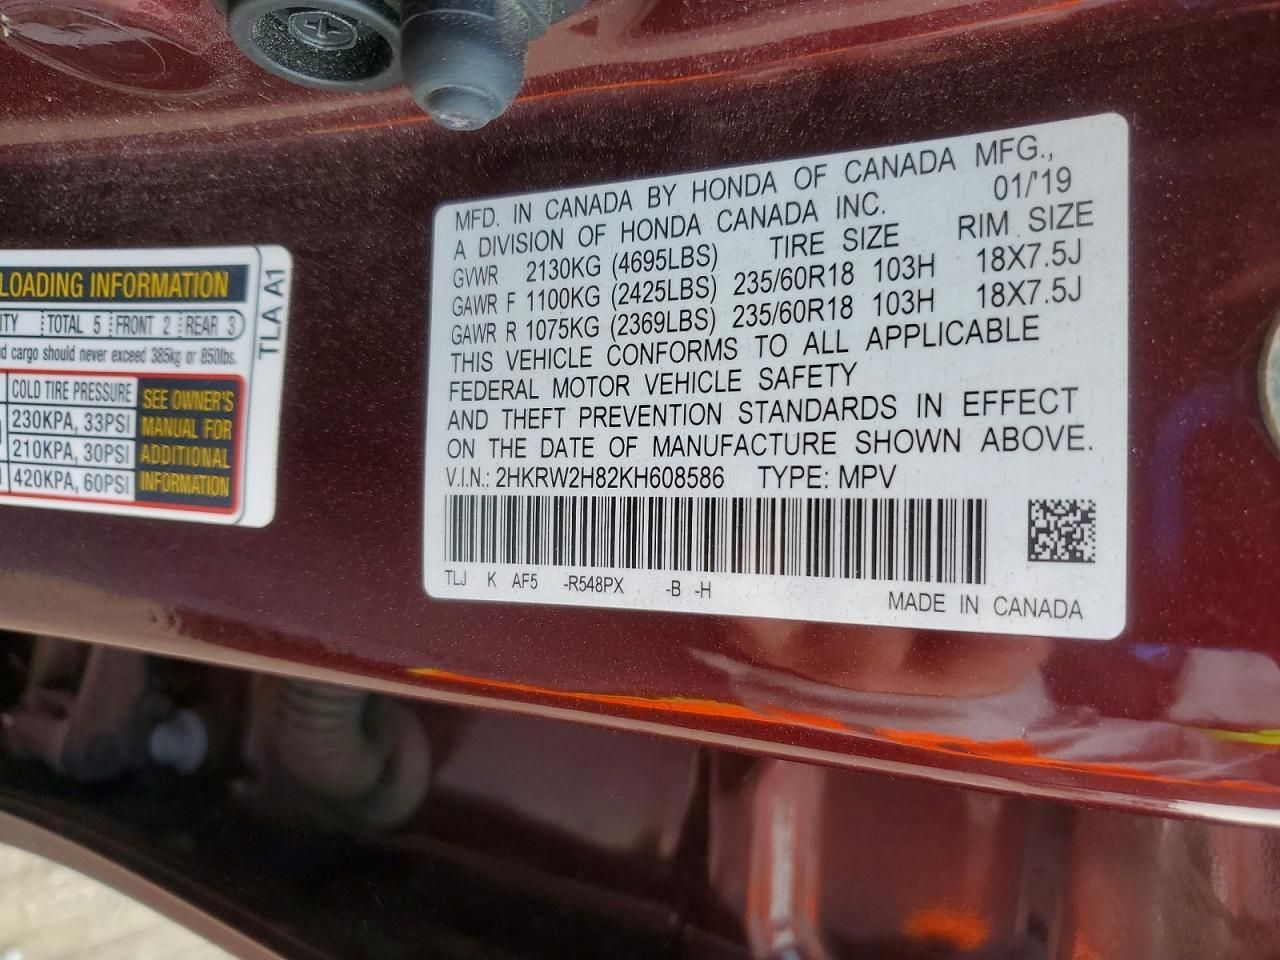 LOADING INFORMATION
TOTAL 5 FRONT 2 REAR 3
cargo should never exceed 385kg or 850lbs.
COLD TIRE PRESSURE
230KPA, 33PSI
210KPA, 30PSI
420KPA, 60PSI
SEE OWNER'S
MANUAL FOR
ADDITIONAL
INFORMATION
TLA A1
MFD. IN CANADA BY HONDA OF CANADA MFG.,
A DIVISION OF HONDA CANADA INC. 01/'19
GVWR 2130KG (4695LBS) TIRE SIZE RIM SIZE
GAWR F 1100KG (2425LBS) 235/60R18 103H 18X7.5J
GAWR R 1075KG (2369LBS) 235/60R18 103H 18X7.5J
THIS VEHICLE CONFORMS TO ALL APPLICABLE
FEDERAL MOTOR VEHICLE SAFETY
AND THEFT PREVENTION STANDARDS IN EFFECT
ON THE DATE OF MANUFACTURE SHOWN ABOVE.
V.I.N.: 2HKRW2H82KH608586 TYPE: MPV
TLJ K AF5 -R548PX -B -H
MADE IN CANADA